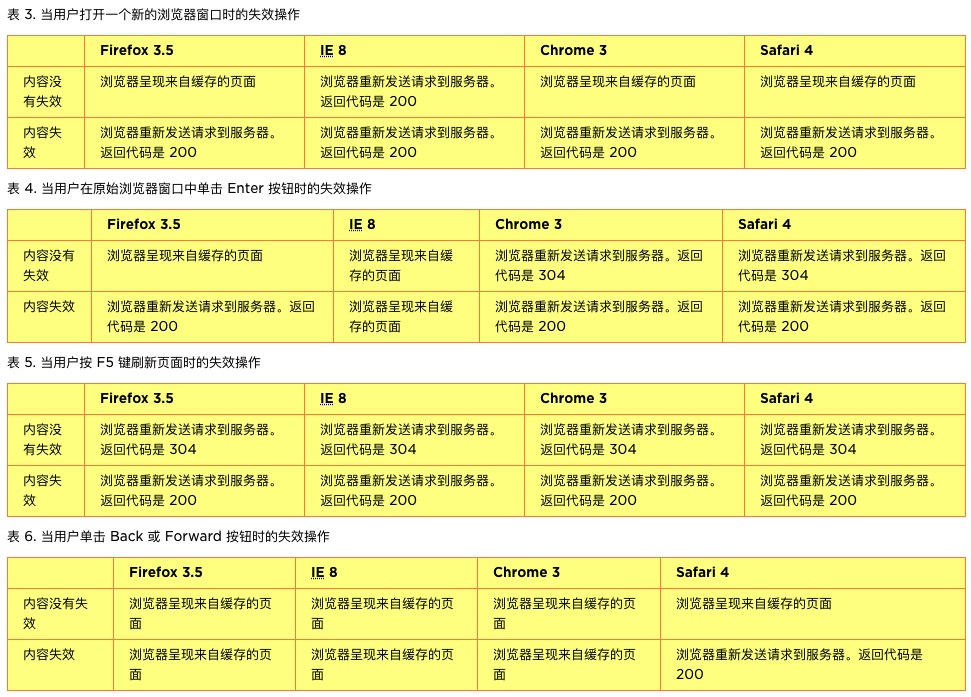 表 3. 当用户打开一个新的浏览器窗口时的失效操作
Firefox 3.5 IE 8 Chrome 3 Safari 4
内容没 浏览器呈现来自缓存的页面 浏览器重新发送请求到服务器。 浏览器呈现来自缓存的页面 浏览器呈现来自缓存的页面
有失效 返回代码是 200
内容失 浏览器重新发送请求到服务器。 浏览器重新发送请求到服务器。 浏览器重新发送请求到服务器。 浏览器重新发送请求到服务器。
效 返回代码是 200 返回代码是 200 返回代码是 200 返回代码是 200
表 4. 当用户在原始浏览器窗口中单击 Enter 按钮时的失效操作
Firefox 3.5 IE 8 Chrome 3 Safari 4
内容没有 浏览器呈现来自缓存的页面 浏览器呈现来自缓 浏览器重新发送请求到服务器。返回 浏览器重新发送请求到服务器。返回
失效 存的页面 代码是 304 代码是 304
内容失效 浏览器重新发送请求到服务器。返回 浏览器呈现来自缓 浏览器重新发送请求到服务器。返回 浏览器重新发送请求到服务器。返回
代码是 200 存的页面 代码是 200 代码是 200
表 5. 当用户按 F5 键刷新页面时的失效操作
Firefox 3.5 IE 8 Chrome 3 Safari 4
内容没 浏览器重新发送请求到服务器。 浏览器重新发送请求到服务器。 浏览器重新发送请求到服务器。 浏览器重新发送请求到服务器。
有失效 返回代码是 304 返回代码是 304 返回代码是 304 返回代码是 304
内容失 浏览器重新发送请求到服务器。 浏览器重新发送请求到服务器。 浏览器重新发送请求到服务器。 浏览器重新发送请求到服务器。
效 返回代码是 200 返回代码是 200 返回代码是 200 返回代码是 200
表 6. 当用户单击 Back 或 Forward 按钮时的失效操作
Firefox 3.5 IE 8 Chrome 3 Safari 4
内容没有失 浏览器呈现来自缓存的页 浏览器呈现来自缓存的页 浏览器呈现来自缓存的页 浏览器呈现来自缓存的页面
效 面 面 面
内容失效 浏览器呈现来自缓存的页 浏览器呈现来自缓存的页 浏览器呈现来自缓存的页 浏览器重新发送请求到服务器。返回代码是
面 面 面 200